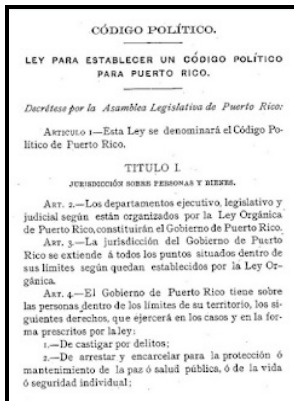 CÓDIGO POLÍTICO.
LEY PARA ESTABLECER UN CÓDIGO POLÍTICO
PARA PUERTO RICO.
Decrétese por la Asamblea Legislativa de Puerto Rico:
ARTICULO 1—Esta Ley se denominará el Código Po-
lítico de Puerto Rico.
TITULO I.
JURISDICCIÓN SOBRE PERSONAS Y BIENES.
ART. 2.—Los departamentos ejecutivo, legislativo y
judicial según están organizados por la Ley Orgánica
de Puerto Rico, constituirán el Gobierno de Puerto Rico.
ART. 3.—La jurisdicción del Gobierno de Puerto
Rico se extiende á todos los puntos situados dentro de
sus límites según quedan establecidos por la Ley Or-
gánica.
ART. 4.—El Gobierno de Puerto Rico tiene sobre
las personas dentro de los límites de su territorio, los si-
guientes derechos, que ejercerá en los casos y en la for-
ma prescritos por la ley:
1.—De castigar por delitos;
2.—De arrestar y encarcelar para la protección ó
mantenimiento de la paz ó salud pública, ó de la vida
ó seguridad individual;